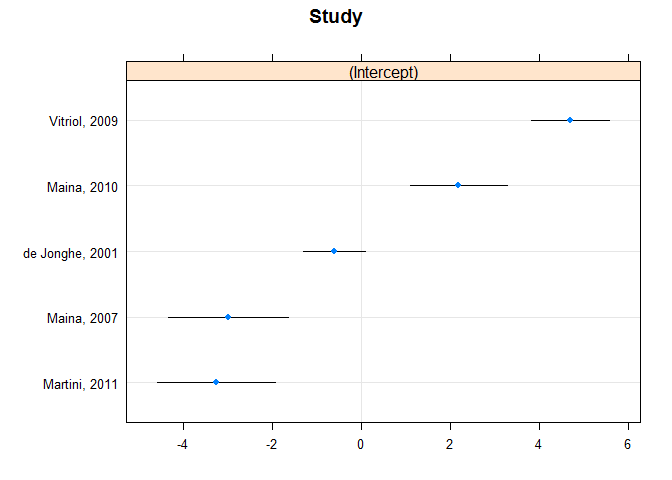 Study
(Intercept)
Vitriol, 2009
Maina, 2010
de Jonghe, 2001
Maina, 2007
Martini, 2011
-4 -2 0 2 4 6